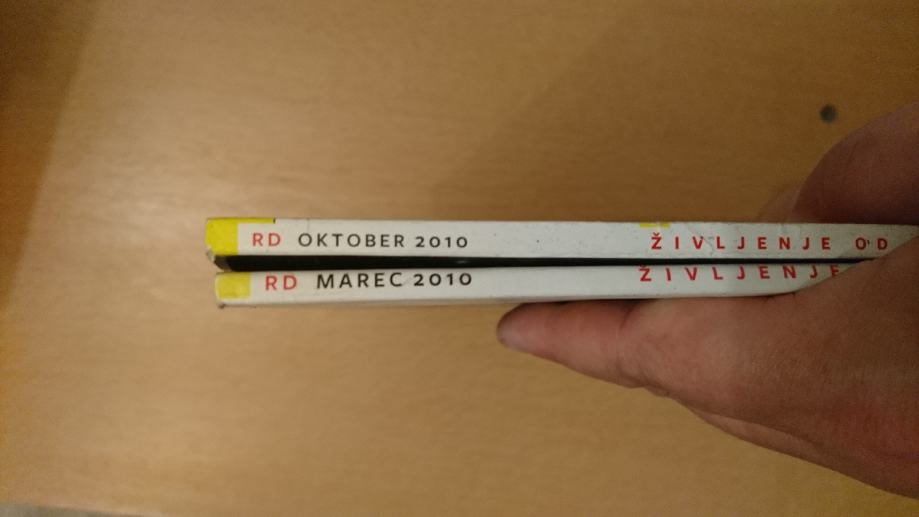 RD OKTOBER 2010 ŽIVLJENJE OD
RD MAREC 2010 ŽIVLJENJE